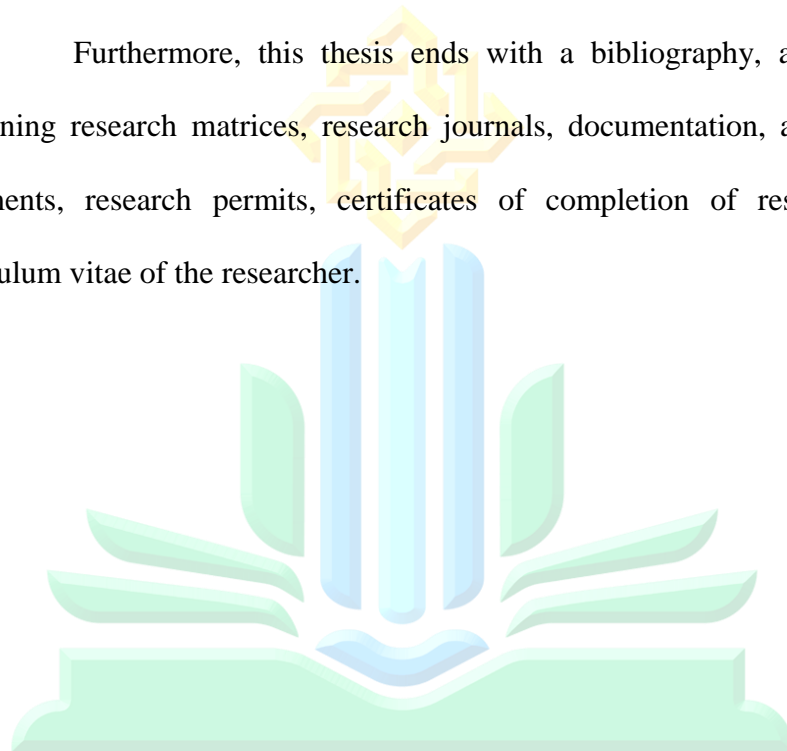 Furthermore, this thesis ends with a bibliography, a
ning research matrices, research journals, documentation, a
nents, research permits, certificates of completion of res
ulum vitae of the researcher.